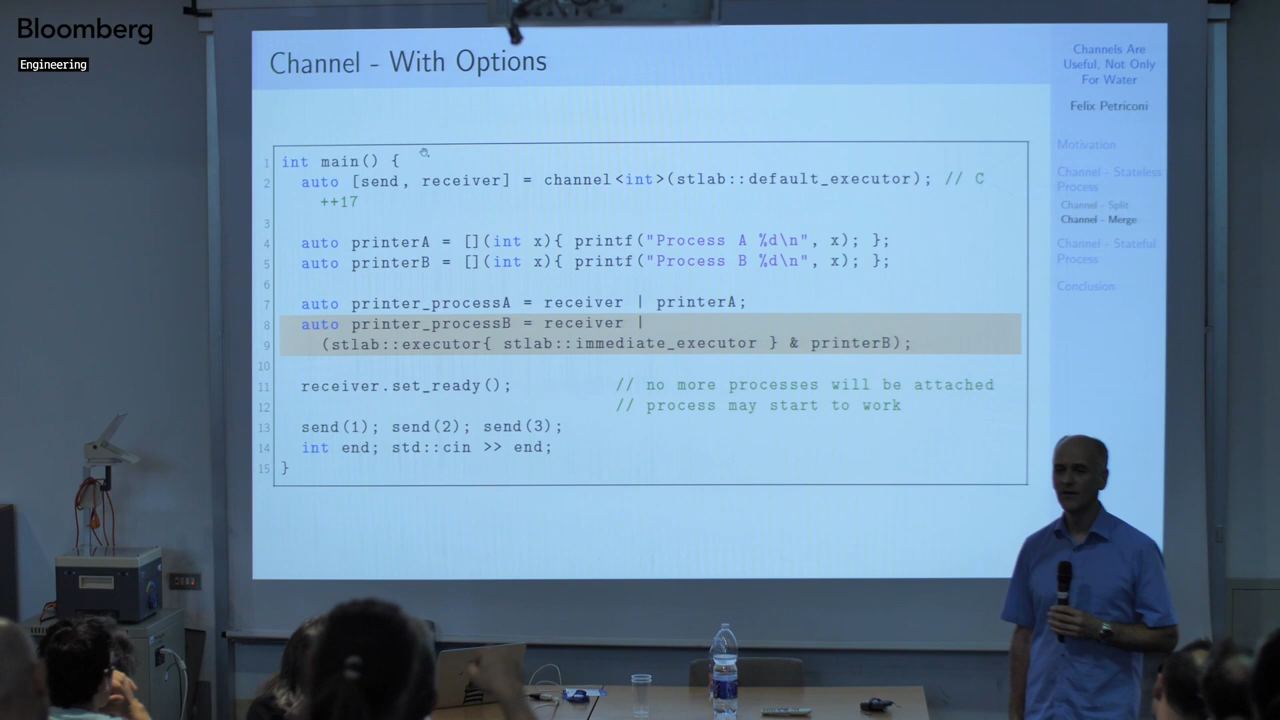 Bloomberg
Engineering
Channel - With Options
1 int main() {
2 auto [send, receiver] = channel<int>(stlab::default_executor); // C
++17
3
4 auto printerA = [](int x){ printf("Process A %d\n", x); };
5 auto printerB = [](int x){ printf("Process B %d\n", x); };
6
7 auto printer_processA = receiver | printerA;
8 auto printer_processB = receiver |
9 (stlab::executor{ stlab::immediate_executor } & printerB);
10
11 receiver.set_ready(); // no more processes will be attached
12 // process may start to work
13 send(1); send(2); send(3);
14 int end; std::cin >> end;
15 }
Channels Are
Useful, Not Only
For Water
Felix Petriconi
Motivation
Channel - Stateless
Process
Channel - Split
Channel - Merge
Channel - Stateful
Process
Conclusion